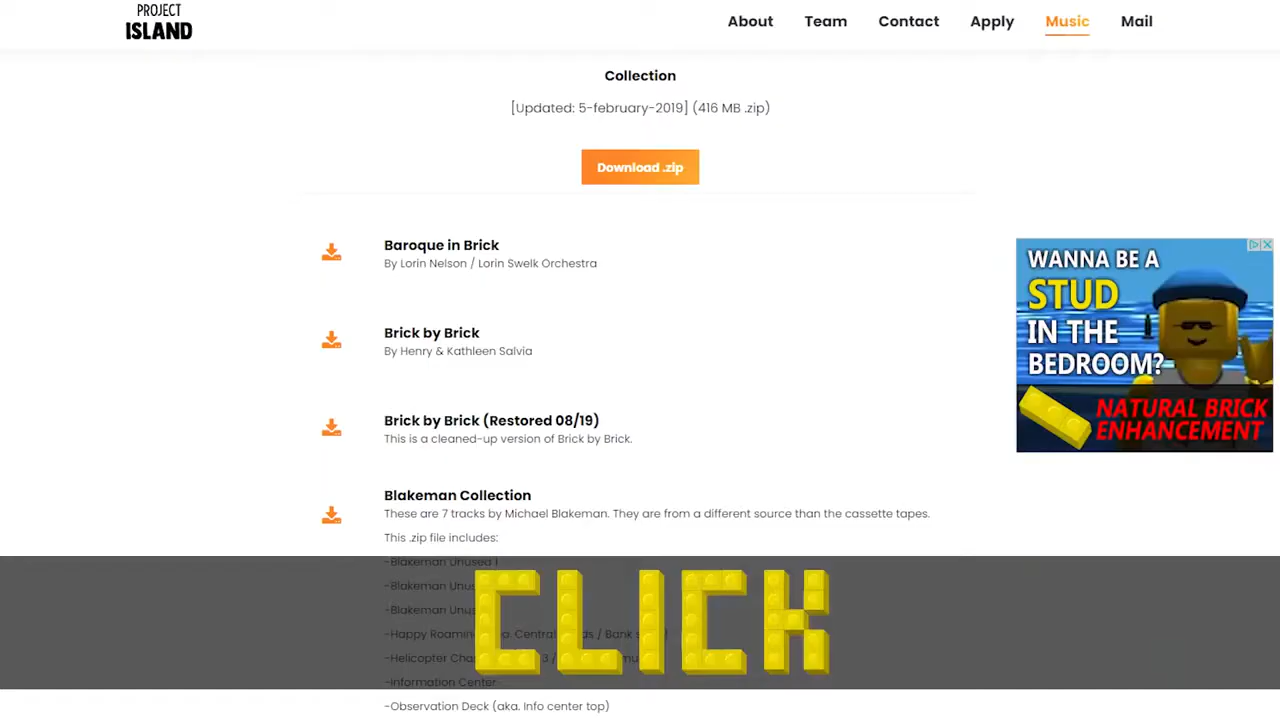 PROJECT
ISLAND
About Team Contact Apply Music Mail
Collection
[Updated: 5-february-2019] (416 MB .zip)
Download .zip
Baroque in Brick
By Lorin Nelson / Lorin Swelk Orchestra
Brick by Brick
By Henry & Kathleen Salvia
Brick by Brick (Restored 08/19)
This is a cleaned-up version of Brick by Brick.
Blakeman Collection
These are 7 tracks by Michael Blakeman. They are from a different source than the cassette tapes.
This .zip file includes:
-Blakeman Unused I
-Blakeman
-Blakeman
-Happy
-Helicopter
-Information Center
-Observation Deck (aka. Info center top)
WANNA BE A
STUD
IN THE
BEDROOM?
NATURAL BRICK
ENHANCEMENT
CLICK